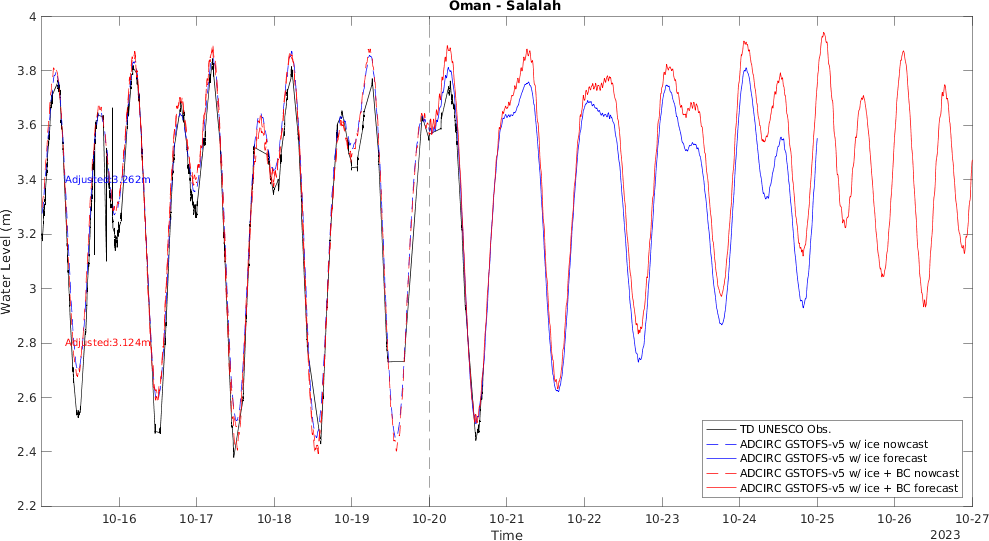 Oman - Salalah
Water Level (m)
4
3.8
3.6
3.4
3.2
3
2.8
2.6
2.4
2.2
Adjusted:3.262m
Adjusted:3.124m
TD UNESCO Obs.
ADCIRC GSTOFS-v5 w/ ice nowcast
ADCIRC GSTOFS-v5 w/ ice forecast
ADCIRC GSTOFS-v5 w/ ice + BC nowcast
ADCIRC GSTOFS-v5 w/ ice + BC forecast
10-16 10-17 10-18 10-19 10-20 10-21 10-22 10-23 10-24 10-25 10-26 10-27
Time
2023